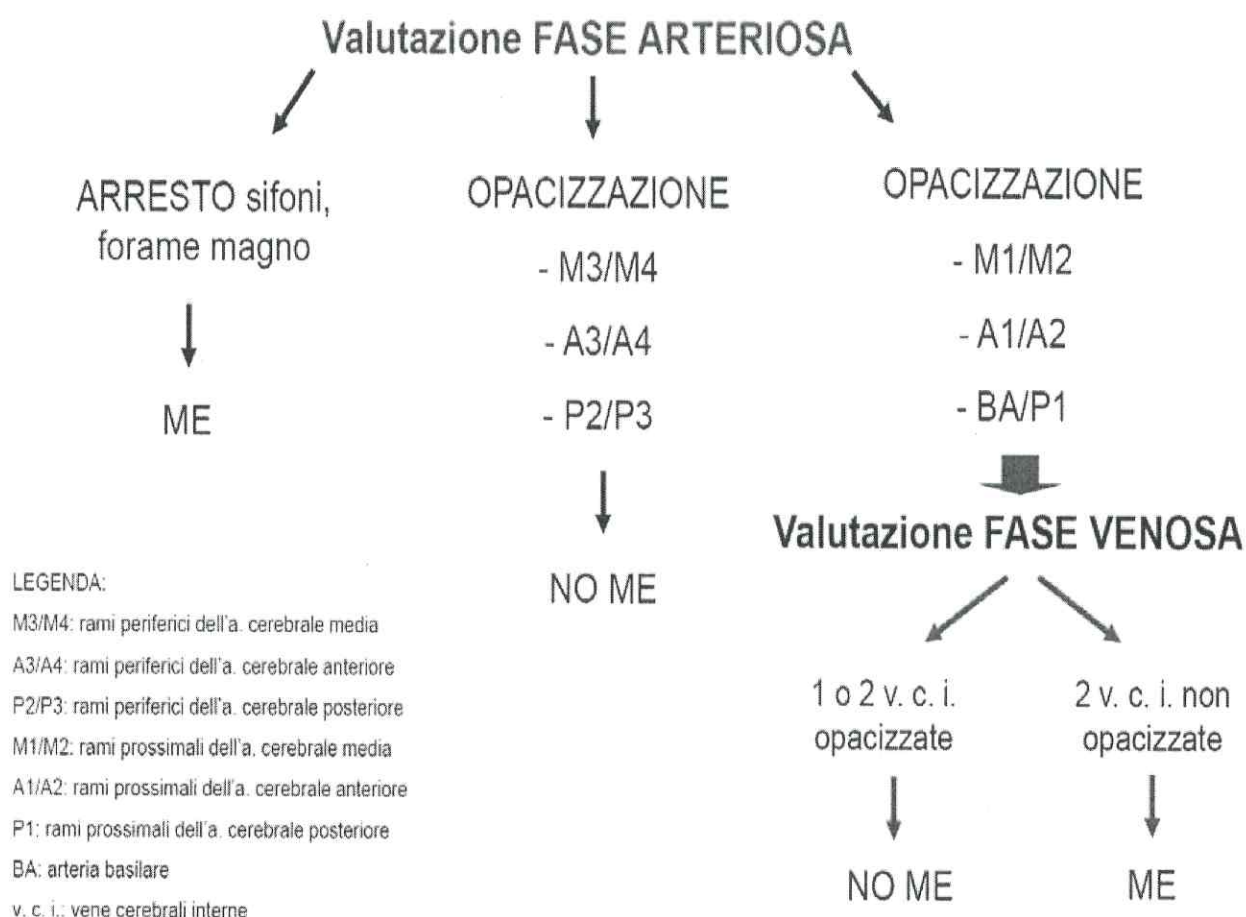 Valutazione FASE ARTERIOSA
ARRESTO sifoni,
forame magno
ME
OPACIZZAZIONE
- M3/M4
- A3/A4
- P2/P3
NO ME
OPACIZZAZIONE
- M1/M2
- A1/A2
- BA/P1
Valutazione FASE VENOSA
1 o 2 v. c. i.
opacizzate
NO ME
2 v. c. i. non
opacizzate
ME
LEGENDA:
M3/M4: rami periferici dell'a. cerebrale media
A3/A4: rami periferici dell'a. cerebrale anteriore
P2/P3: rami periferici dell'a. cerebrale posteriore
M1/M2: rami prossimali dell'a. cerebrale media
A1/A2: rami prossimali dell'a. cerebrale anteriore
P1: rami prossimali dell'a. cerebrale posteriore
BA: arteria basilare
v. c. i.: vene cerebrali interne